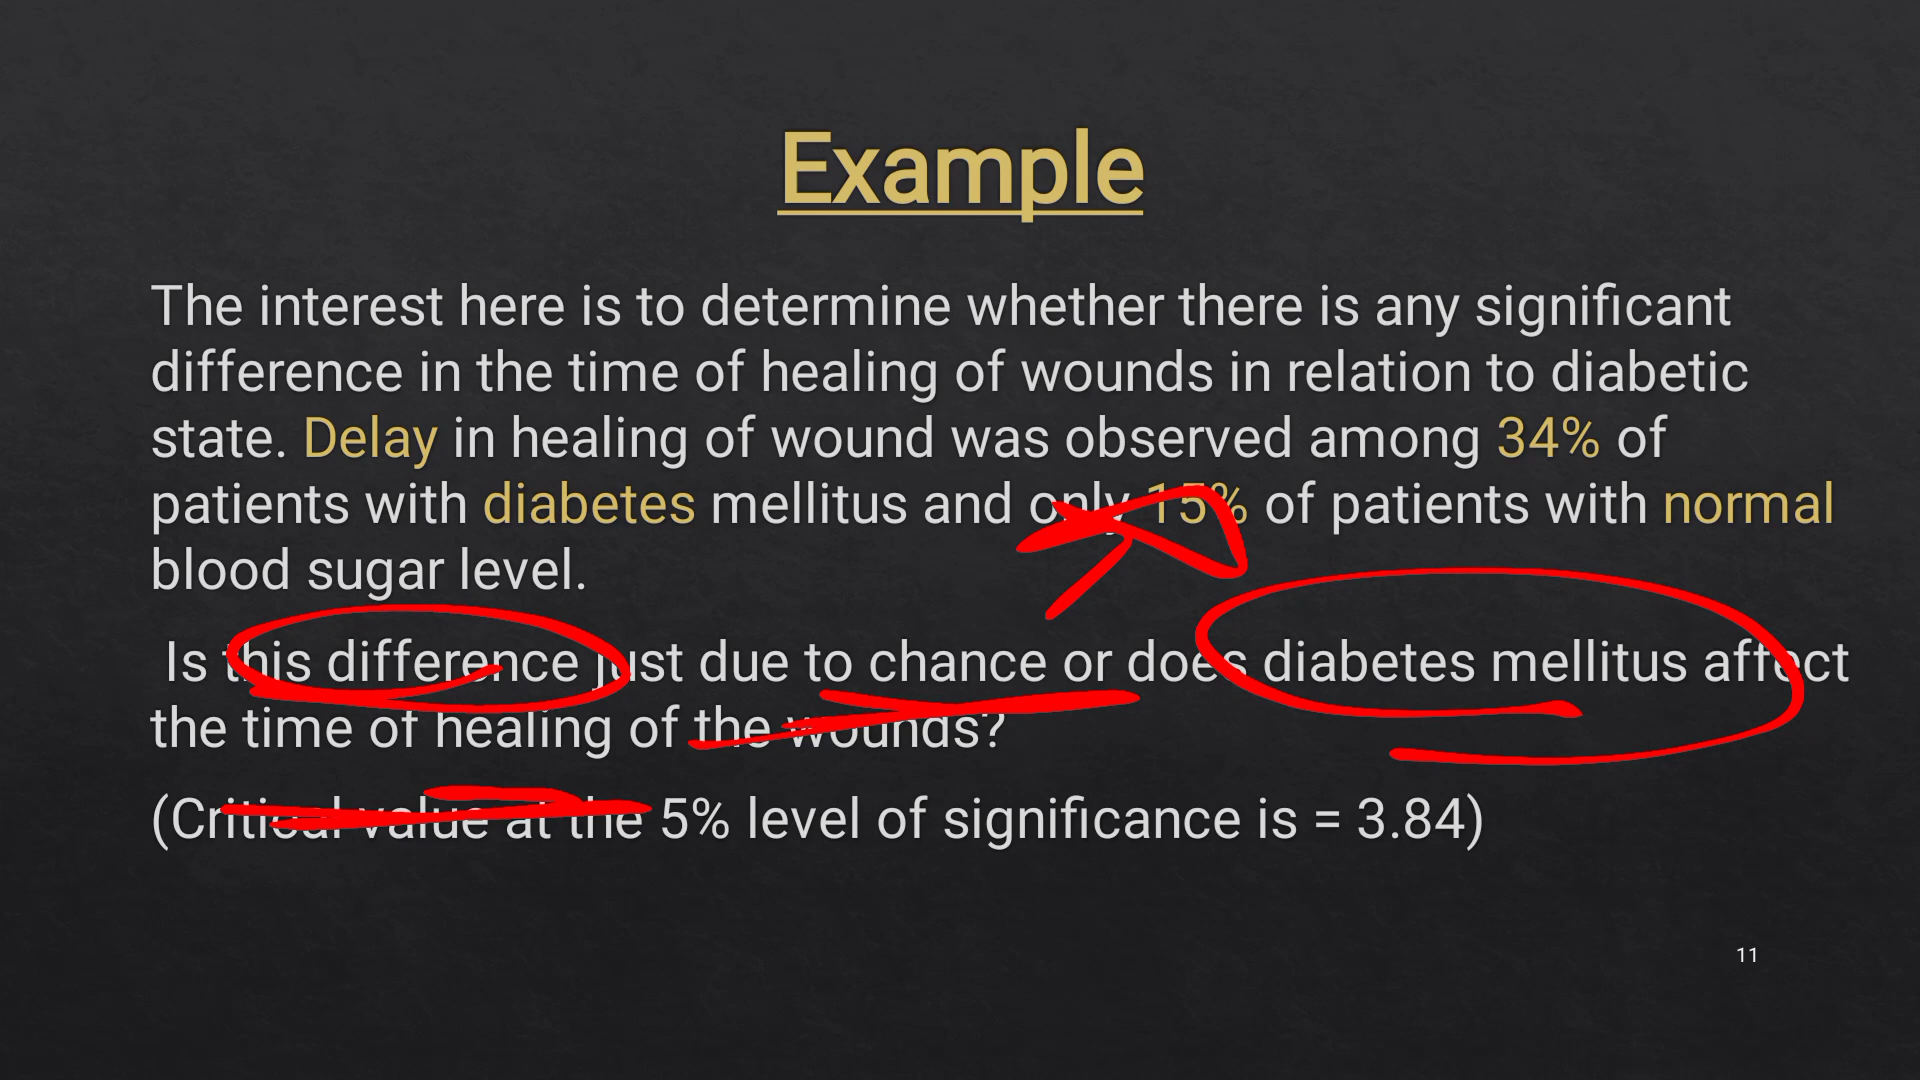 Example
The interest here is to determine whether there is any significant
difference in the time of healing of wounds in relation to diabetic
state. Delay in healing of wound was observed among 34% of
patients with diabetes mellitus and only 15% of patients with normal
blood sugar level.
Is this difference just due to chance or does diabetes mellitus affect
the time of healing of the wounds?
(Critical value at the 5% level of significance is = 3.84)
11